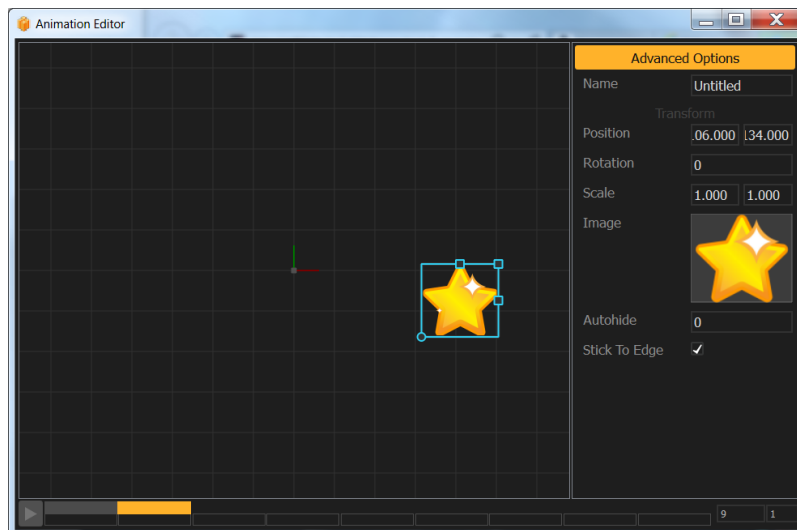 Animation Editor
Advanced Options
Name Untitled
Transform
Position .06.000 134.000
Rotation 0
Scale 1.000 1.000
Image
Autohide 0
Stick To Edge
9 1